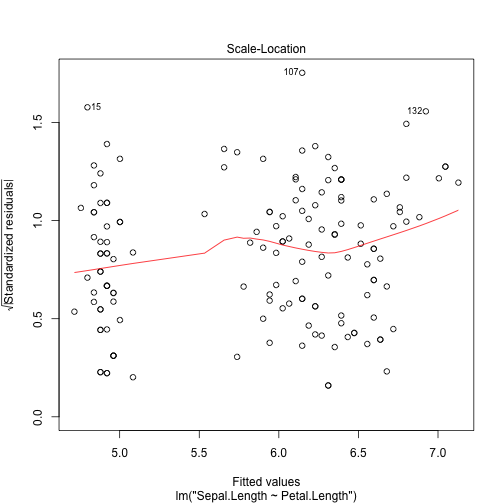 Scale-Location
107
15
132
1.5
1.0
0.5
0.0
√|Standardized residuals|
5.0 5.5 6.0 6.5 7.0
Fitted values
lm("Sepal.Length ~ Petal.Length")